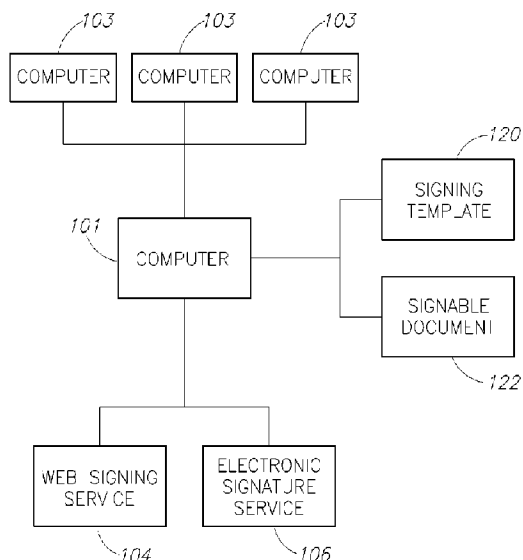 103 103 103
COMPUTER COMPUTER COMPUTER
120
SIGNING
TEMPLATE
101
COMPUTER
SIGNABLE
DOCUMENT
122
WEB SIGNING
SERVICE
ELECTRONIC
SIGNATURE
SERVICE
104 106